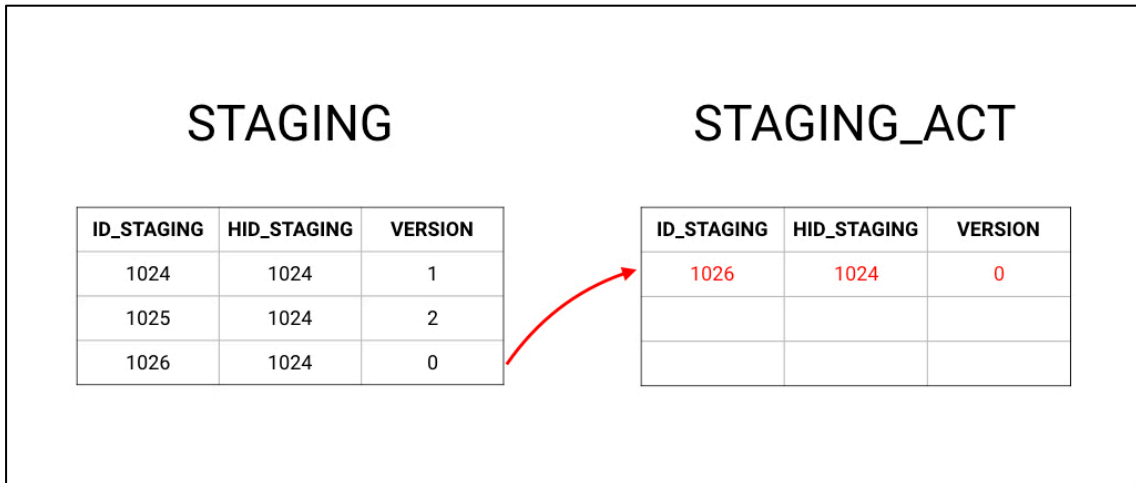 STAGING
ID_STAGING HID_STAGING VERSION
1024 1024 1
1025 1024 2
1026 1024 0
STAGING_ACT
ID_STAGING HID_STAGING VERSION
1026 1024 0